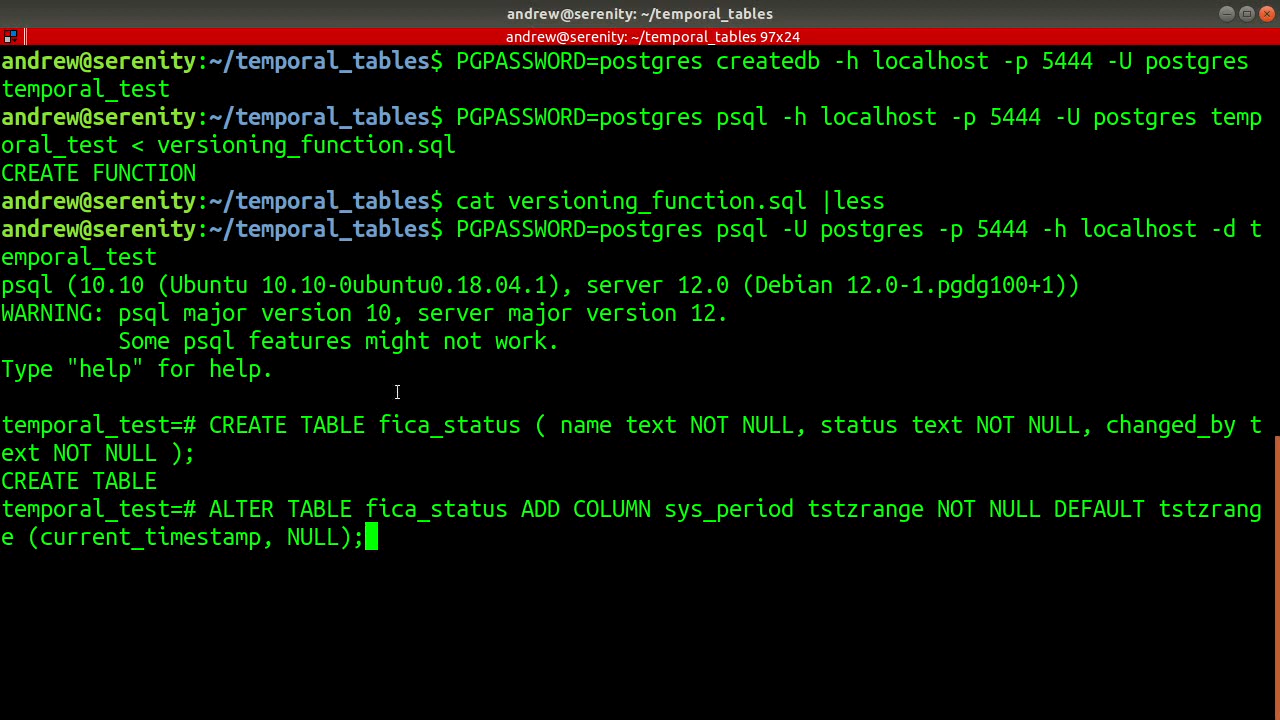 andrew@serenity: ~/temporal_tables
andrew@serenity: ~/temporal_tables 97x24
andrew@serenity:~/temporal_tables$ PGPASSWORD=postgres createdb -h localhost -p 5444 -U postgres
temporal_test
andrew@serenity:~/temporal_tables$ PGPASSWORD=postgres psql -h localhost -p 5444 -U postgres temp
oral_test < versioning_function.sql
CREATE FUNCTION
andrew@serenity:~/temporal_tables$ cat versioning_function.sql |less
andrew@serenity:~/temporal_tables$ PGPASSWORD=postgres psql -U postgres -p 5444 -h localhost -d t
emporal_test
psql (10.10 (Ubuntu 10.10-0ubuntu0.18.04.1), server 12.0 (Debian 12.0-1.pgdg100+1))
WARNING: psql major version 10, server major version 12.
         Some psql features might not work.
Type "help" for help.
temporal_test=# CREATE TABLE fica_status ( name text NOT NULL, status text NOT NULL, changed_by t
ext NOT NULL );
CREATE TABLE
temporal_test=# ALTER TABLE fica_status ADD COLUMN sys_period tstzrange NOT NULL DEFAULT tstzrang
e (current_timestamp, NULL);